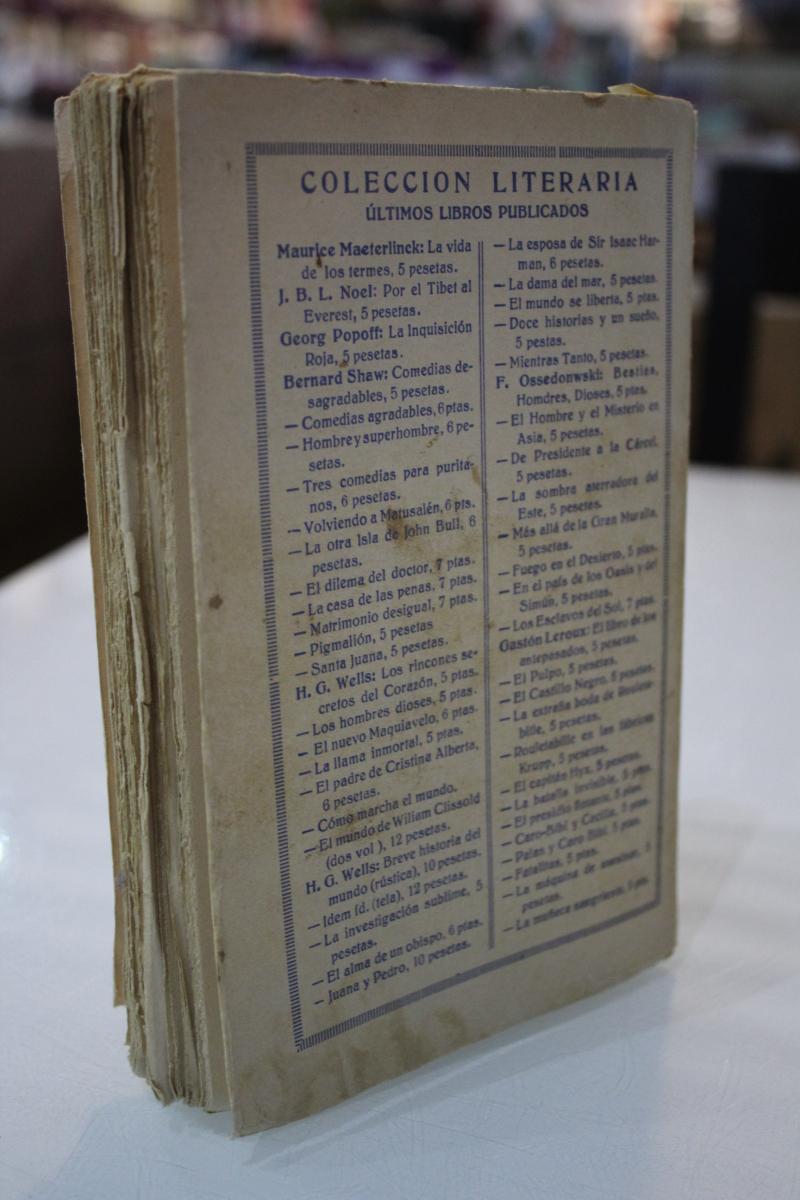 COLECCION LITERARIA
ÚLTIMOS LIBROS PUBLICADOS
Maurice Maeterlinck: La vida
de los termes, 5 pesetas.
J. B. L. Noel: Por el Tibet al
Everest, 5 pesetas.
Georg Popoff: La Inquisición
Roja, 5 pesetas.
Bernard Shaw: Comedias de-
sagradables, 5 pesetas.
— Comedias agradables, 6 ptas.
— Hombre y superhombre, 6 pe-
setas.
— Tres comedias para purita-
nos, 6 pesetas.
— Volviendo a Matusalén, 6 pts.
— La otra Isla de John Bull, 6
pesetas.
— El dilema del doctor, 7 ptas.
— La casa de las penas, 7 ptas.
— Matrimonio desigual, 7 ptas.
— Pigmalión, 5 pesetas
— Santa Juana, 5 pesetas.
H. G. Wells: Los rincones se-
cretos del Corazón, 5 ptas.
— Los hombres dioses, 5 ptas.
— El nuevo Maquiavelo, 6 ptas.
— La llama inmortal, 5 ptas.
— El padre de Cristina Alberta,
6 pesetas.
— Cómo marcha el mundo.
— El mundo de Wiliam Clissold
(dos vol ), 12 pesetas.
H. G. Wells: Breve historia del
mundo (rústica), 10 pesetas.
— Idem íd. (tela), 12 pesetas.
— La investigación sublime, 5
pesetas.
— El alma de un obispo, 6 ptas.
— Juana y Pedro, 10 pesetas.
— La esposa de Sir Isaac Har-
man, 6 pesetas.
— La dama del mar, 5 pesetas.
— El mundo se liberta, 5 ptas.
— Doce historias y un sueño,
5 pestas.
— Mientras Tanto, 5 pesetas.
F. Ossedonwski: Bestias,
Homdres, Dioses, 5 ptas.
— El Hombre y el Misterio en
Asia, 5 pesetas.
— De Presidente a la Cárcel,
5 pesetas.
— La sombra aterradora del
Este, 5 pesetas.
— Más allá de la Gran Muralla,
5 pesetas.
— Fuego en el Desierto, 5 ptas.
— En el país de los Oasis y del
Simún, 5 pesetas.
— Los Esclavos del Sol, 7 ptas.
Gastón Leroux: El libro de los
antepasados, 5 pesetas.
— El Pulpo, 5 pesetas.
— El Castillo Negro, 5 pesetas.
— La extraña boda de Rouleta-
bille, 5 pesetas.
— Rouletabille en las fábricas
Krupp, 5 pesetas.
— El capitán Hyx, 5 pesetas.
— La batalla invisible, 5 ptas.
— El presidio flotante, 5 ptas.
— Caro-Bibí y Cecilia, 5 ptas.
— Palas y Caro Bibí, 5 ptas.
— Fatalitas, 5 ptas.
— La máquina de asesinar, 5
pesetas.
— La muñeca sangrienta, 5 pts.